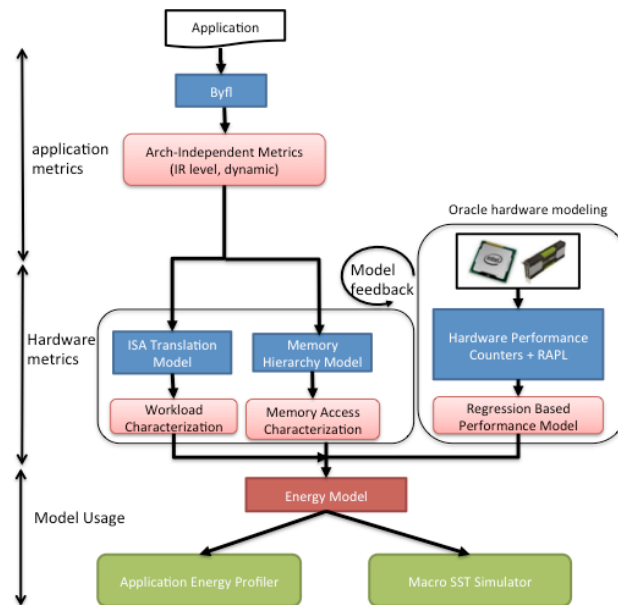 Application
Byfl
application
metrics
Arch-Independent Metrics
(IR level, dynamic)
Oracle hardware modeling
Model
feedback
Hardware
metrics
ISA Translation
Model
Memory
Hierarchy Model
Hardware Performance
Counters + RAPL
Workload
Characterization
Memory Access
Characterization
Regression Based
Performance Model
Energy Model
Model Usage
Application Energy Profiler
Macro SST Simulator